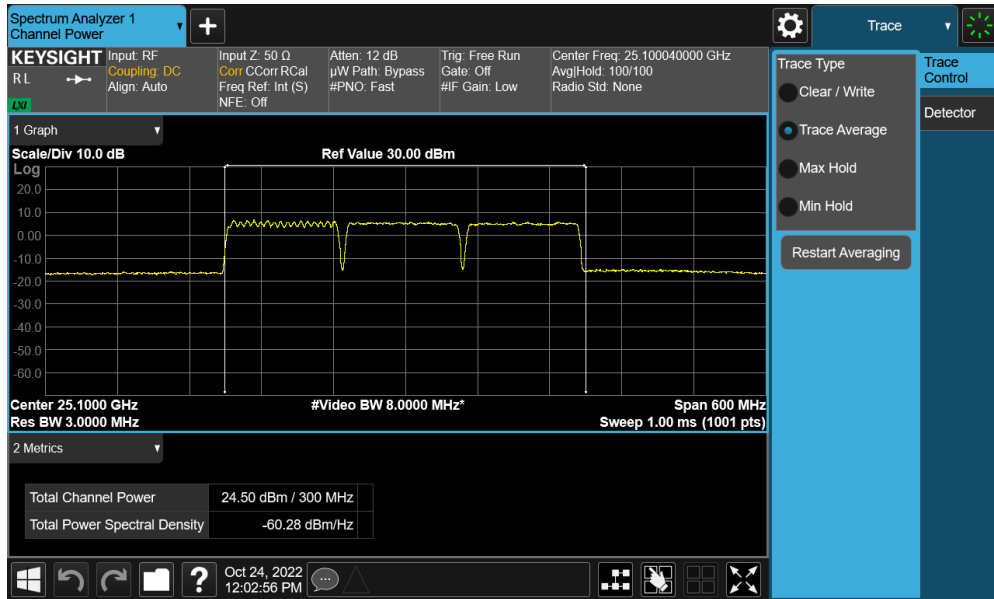 Spectrum Analyzer 1
Channel Power
+
Trace
KEYSIGHT
R L
LXI
Input: RF
Coupling: DC
Align: Auto
Input Z: 50 Ω
Corr CCorr RCal
Freq Ref: Int (S)
NFE: Off
Atten: 12 dB
µW Path: Bypass
#PNO: Fast
Trig: Free Run
Gate: Off
#IF Gain: Low
Center Freq: 25.100040000 GHz
Avg|Hold: 100/100
Radio Std: None
Trace Type
Clear / Write
Trace Average
Max Hold
Min Hold
Restart Averaging
Trace
Control
Detector
1 Graph
Scale/Div 10.0 dB
Ref Value 30.00 dBm
Log
20.0
10.0
0.00
-10.0
-20.0
-30.0
-40.0
-50.0
-60.0
Center 25.1000 GHz
#Video BW 8.0000 MHz*
Span 600 MHz
Res BW 3.0000 MHz
Sweep 1.00 ms (1001 pts)
2 Metrics
Total Channel Power 24.50 dBm / 300 MHz
Total Power Spectral Density -60.28 dBm/Hz
?
Oct 24, 2022
12:02:56 PM